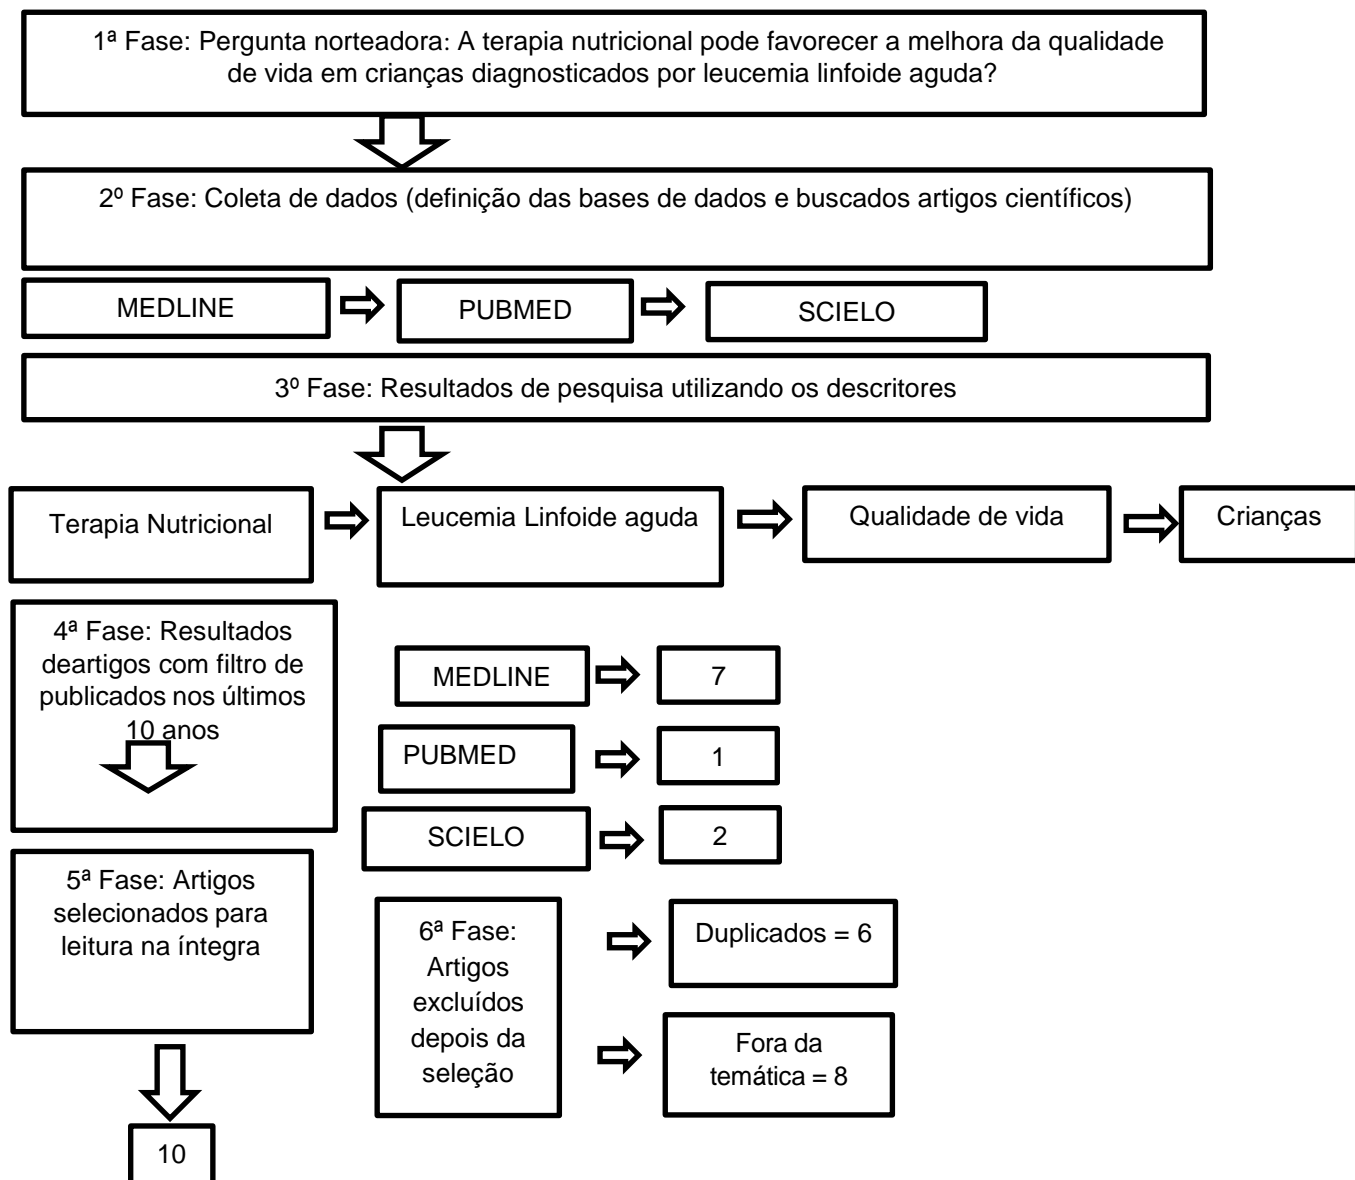 1ª Fase: Pergunta norteadora: A terapia nutricional pode favorecer a melhora da qualidade
de vida em crianças diagnosticados por leucemia linfoide aguda?
2º Fase: Coleta de dados (definição das bases de dados e buscados artigos científicos)
MEDLINE
PUBMED
SCIELO
3º Fase: Resultados de pesquisa utilizando os descritores
Terapia Nutricional
Leucemia Linfoide aguda
Qualidade de vida
Crianças
4ª Fase: Resultados
deartigos com filtro de
publicados nos últimos
10 anos
MEDLINE
7
PUBMED
1
SCIELO
2
5ª Fase: Artigos
selecionados para
leitura na íntegra
10
6ª Fase:
Artigos
excluídos
depois da
seleção
Duplicados = 6
Fora da
temática = 8